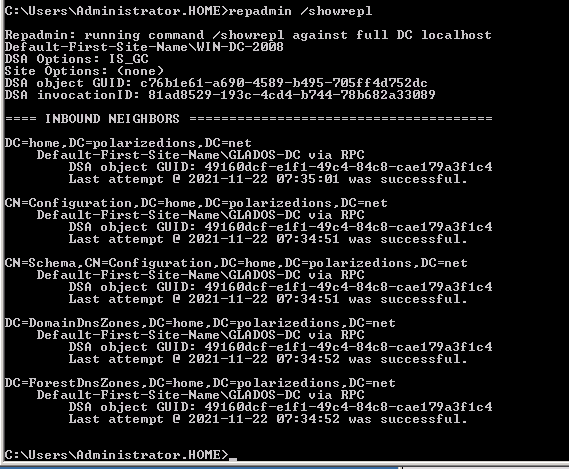 C:\Users\Administrator.HOME>repadmin /showrepl
Repadmin: running command /showrepl against full DC localhost
Default-First-Site-Name\WIN-DC-2008
DSA Options: IS_GC
Site Options: (none)
DSA object GUID: c76b1e61-a690-4589-b495-705ff4d752dc
DSA invocationID: 81ad8529-193c-4cd4-b744-78b682a33089
==== INBOUND NEIGHBORS ======================================
DC=home,DC=polarizedions,DC=net
Default-First-Site-Name\GLADOS-DC via RPC
DSA object GUID: 49160dcf-e1f1-49c4-84c8-cae179a3f1c4
Last attempt @ 2021-11-22 07:35:01 was successful.
CN=Configuration,DC=home,DC=polarizedions,DC=net
Default-First-Site-Name\GLADOS-DC via RPC
DSA object GUID: 49160dcf-e1f1-49c4-84c8-cae179a3f1c4
Last attempt @ 2021-11-22 07:34:51 was successful.
CN=Schema,CN=Configuration,DC=home,DC=polarizedions,DC=net
Default-First-Site-Name\GLADOS-DC via RPC
DSA object GUID: 49160dcf-e1f1-49c4-84c8-cae179a3f1c4
Last attempt @ 2021-11-22 07:34:51 was successful.
DC=DomainDnsZones,DC=home,DC=polarizedions,DC=net
Default-First-Site-Name\GLADOS-DC via RPC
DSA object GUID: 49160dcf-e1f1-49c4-84c8-cae179a3f1c4
Last attempt @ 2021-11-22 07:34:52 was successful.
DC=ForestDnsZones,DC=home,DC=polarizedions,DC=net
Default-First-Site-Name\GLADOS-DC via RPC
DSA object GUID: 49160dcf-e1f1-49c4-84c8-cae179a3f1c4
Last attempt @ 2021-11-22 07:34:52 was successful.
C:\Users\Administrator.HOME>_